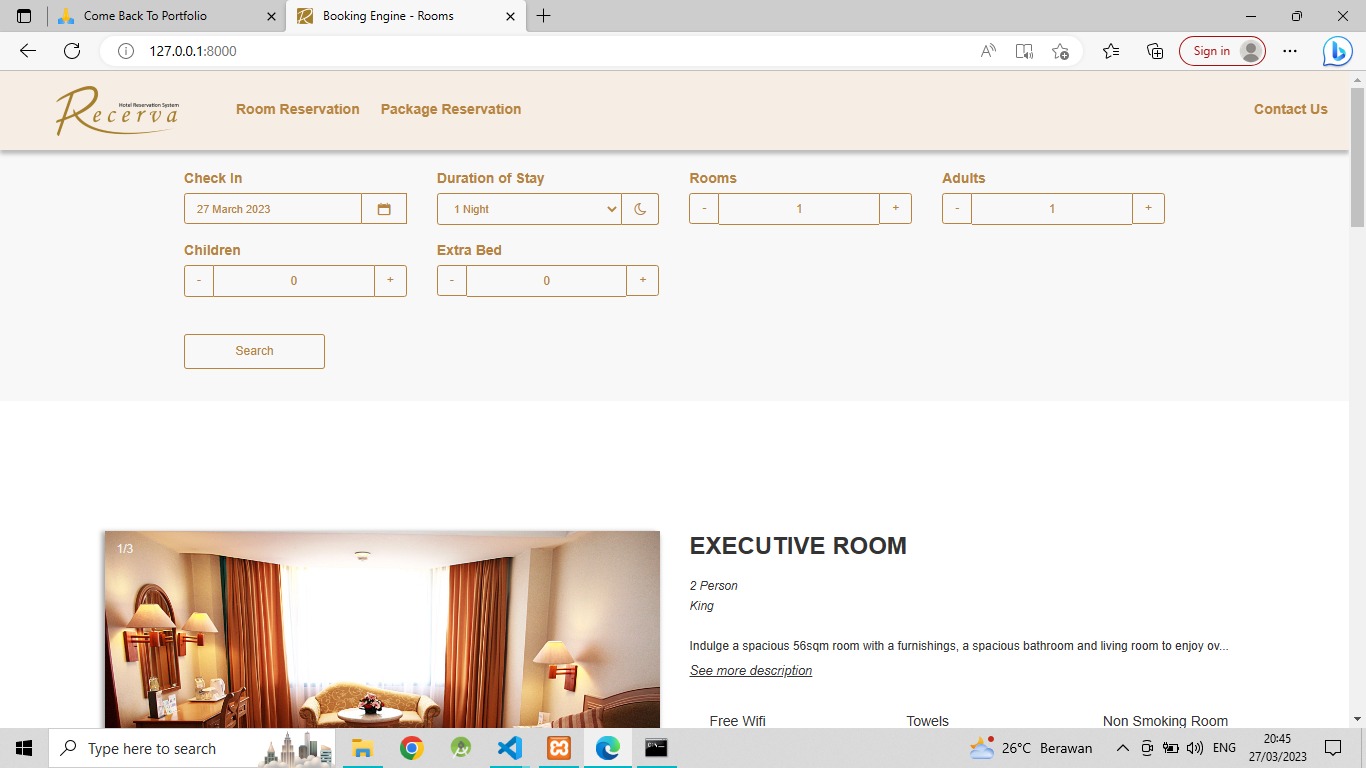 Come Back To Portfolio
Booking Engine - Rooms
127.0.0.1:8000
Sign in
Recerva
Hotel Reservation System
Room Reservation
Package Reservation
Contact Us
Check In
Duration of Stay
Rooms
Adults
27 March 2023
1 Night
- 1 +
- 1 +
Children
Extra Bed
- 0 +
- 0 +
Search
1/3
EXECUTIVE ROOM
2 Person
King
Indulge a spacious 56sqm room with a furnishings, a spacious bathroom and living room to enjoy ov...
See more description
Free Wifi
Towels
Non Smoking Room
Type here to search
26°C Berawan
ENG
20:45
27/03/2023